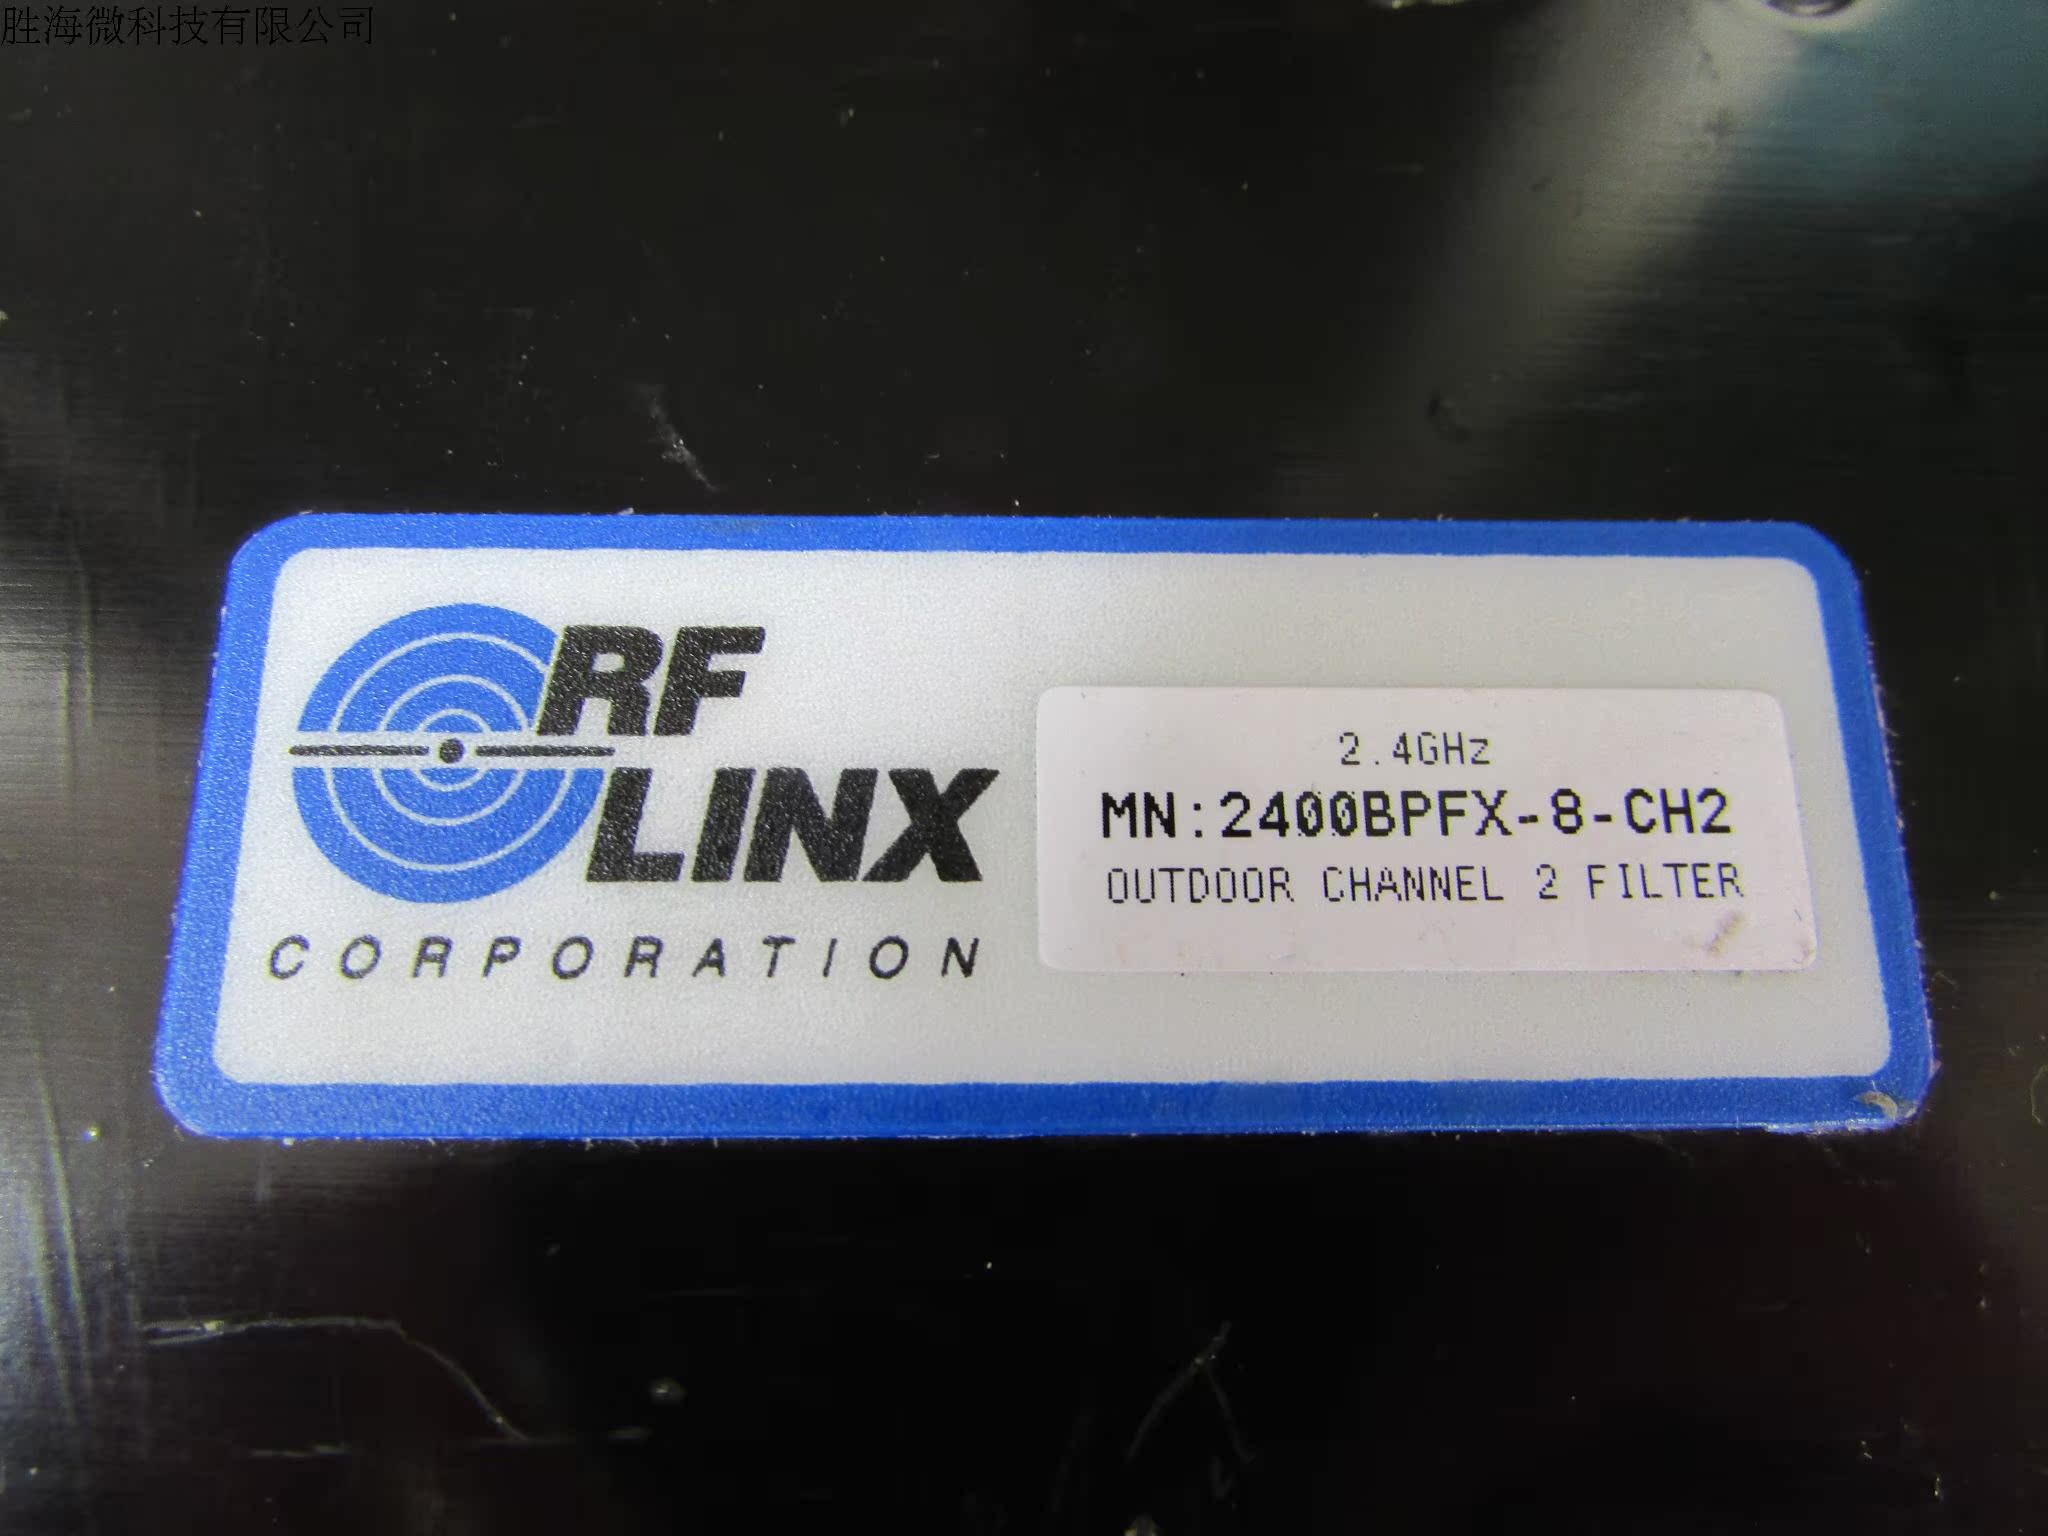 胜海微科技有限公司
RF
LINX
CORPORATION
2.4GHz
MN:2400BPFX-8-CH2
OUTDOOR CHANNEL 2 FILTER